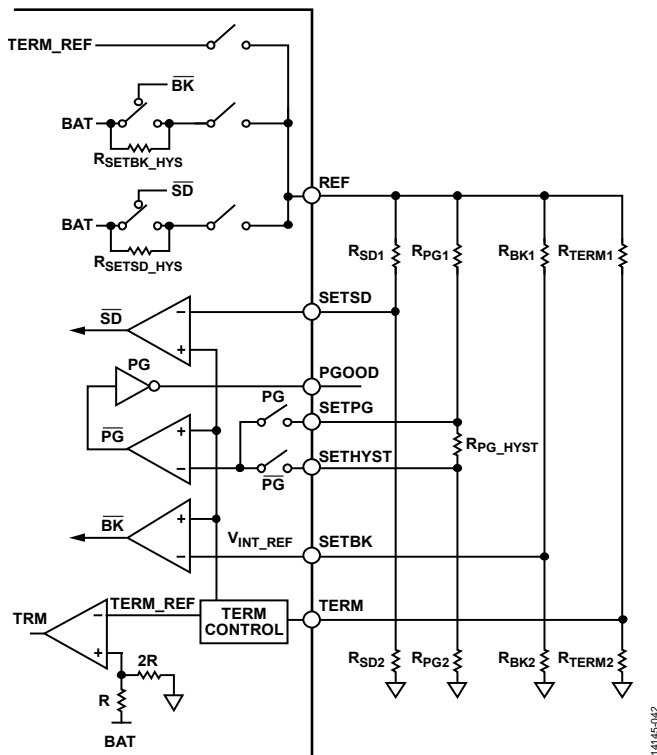 TERM_REF
BK
BAT
RSETBK_HYS
REF
SD
BAT
RSETSD_HYS
RSD1
RPG1
RBK1
RTERM1
SETSD
SD
PG
PGOOD
PG
SETPG
PG
RPG_HYST
SETHYST
PG
BK
VINT_REF
SETBK
TERM_REF
TERM
TRM
TERM
CONTROL
2R
RSD2
RPG2
RBK2
RTERM2
R
BAT
14145-042